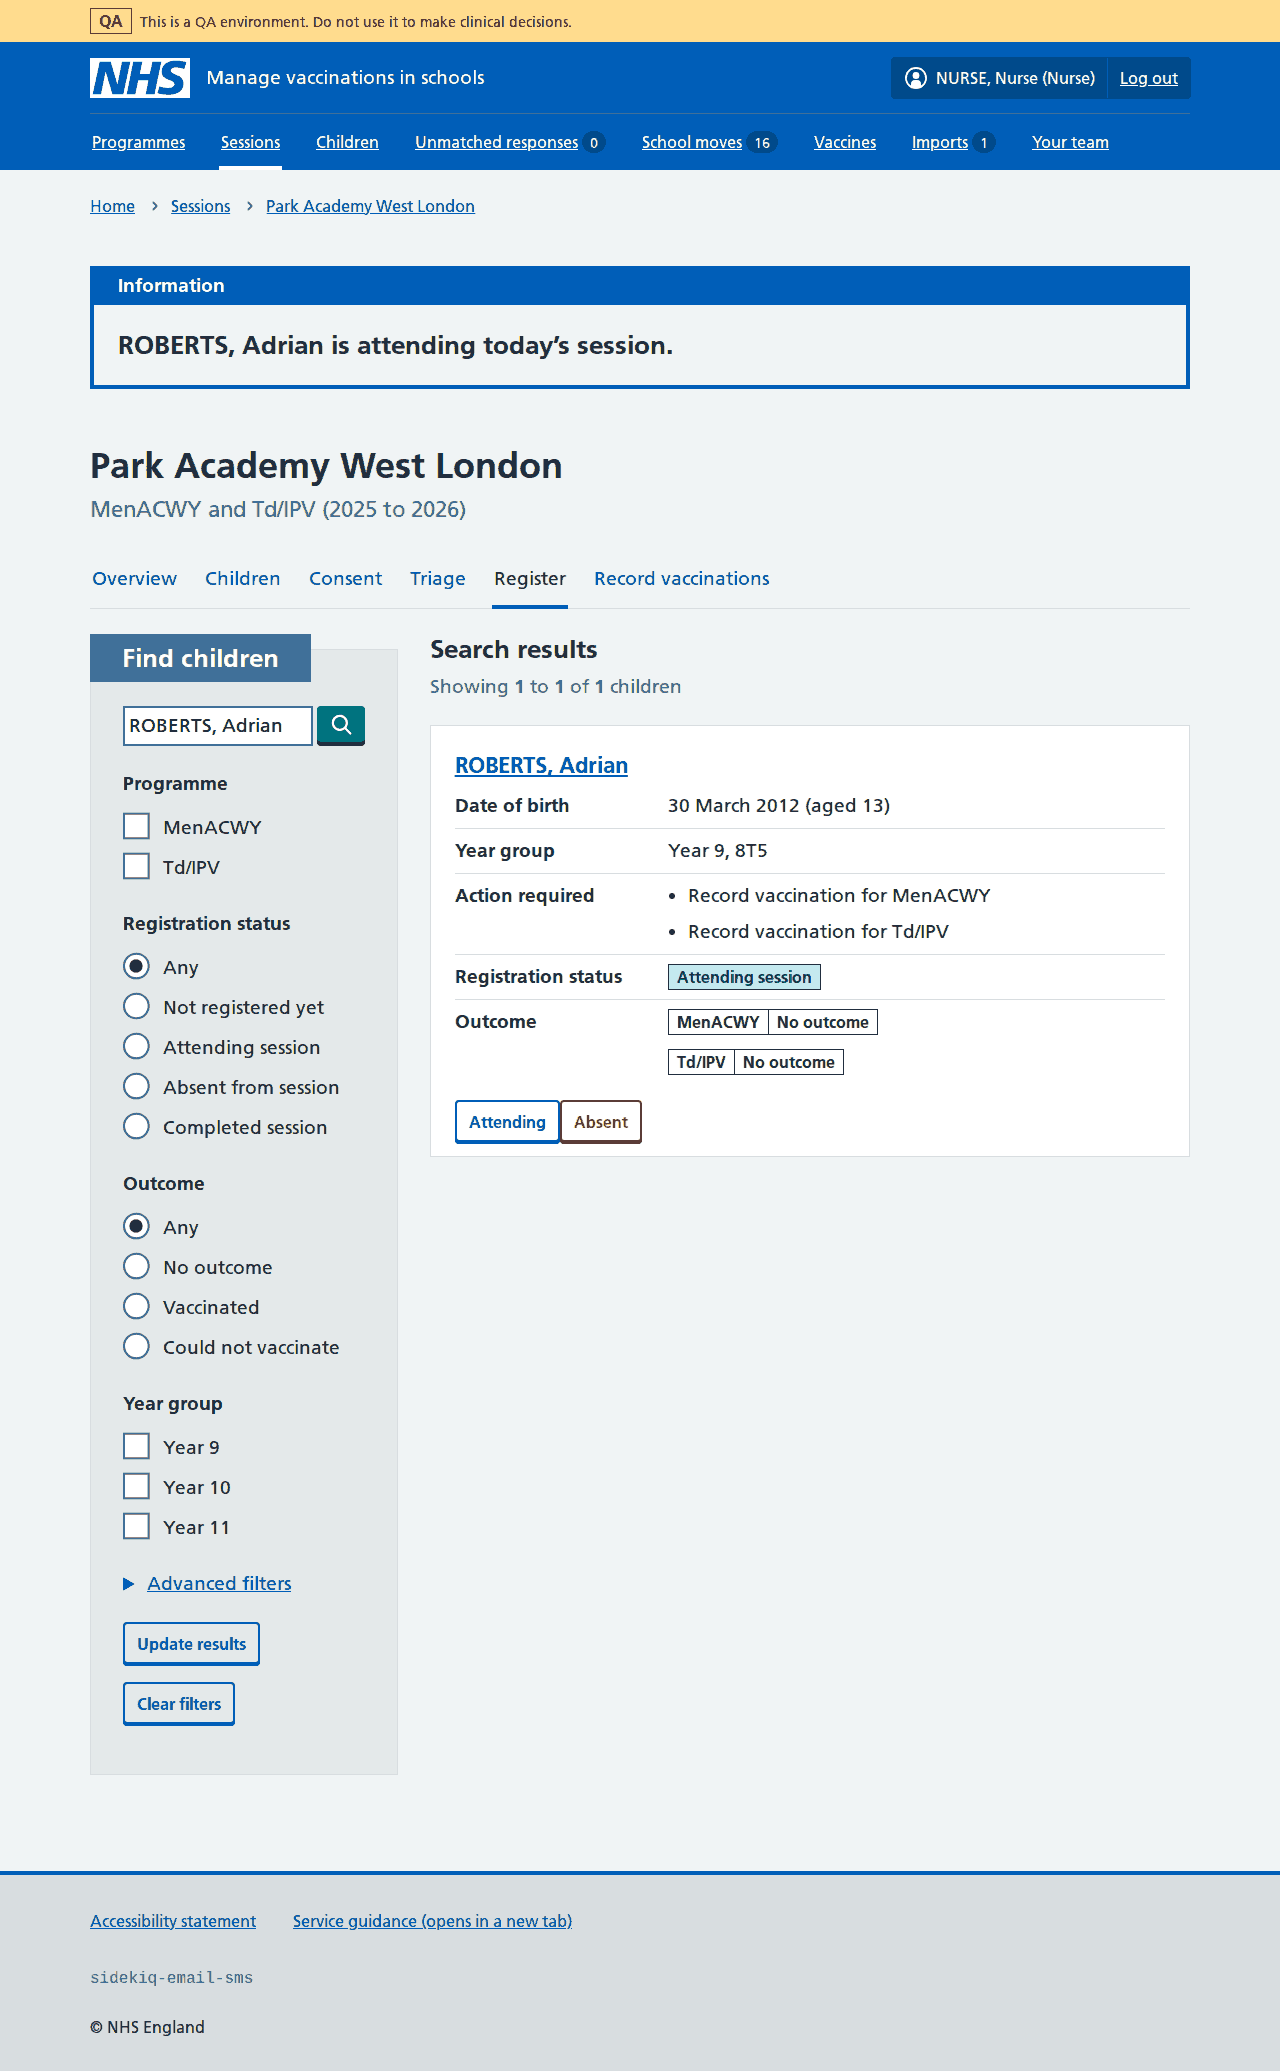 QA This is a QA environment. Do not use it to make clinical decisions.
NHS Manage vaccinations in schools NURSE, Nurse (Nurse) Log out
Programmes Sessions Children Unmatched responses 0 School moves 16 Vaccines Imports 1 Your team
Home Sessions Park Academy West London
Information
ROBERTS, Adrian is attending today’s session.
Park Academy West London
MenACWY and Td/IPV (2025 to 2026)
Overview Children Consent Triage Register Record vaccinations
Find children
ROBERTS, Adrian
Programme
MenACWY
Td/IPV
Registration status
Any
Not registered yet
Attending session
Absent from session
Completed session
Outcome
Any
No outcome
Vaccinated
Could not vaccinate
Year group
Year 9
Year 10
Year 11
Advanced filters
Update results
Clear filters
Search results
Showing 1 to 1 of 1 children
ROBERTS, Adrian
Date of birth 30 March 2012 (aged 13)
Year group Year 9, 8T5
Action required • Record vaccination for MenACWY
• Record vaccination for Td/IPV
Registration status Attending session
Outcome MenACWY No outcome
Td/IPV No outcome
Attending Absent
Accessibility statement Service guidance (opens in a new tab)
sidekiq-email-sms
© NHS England